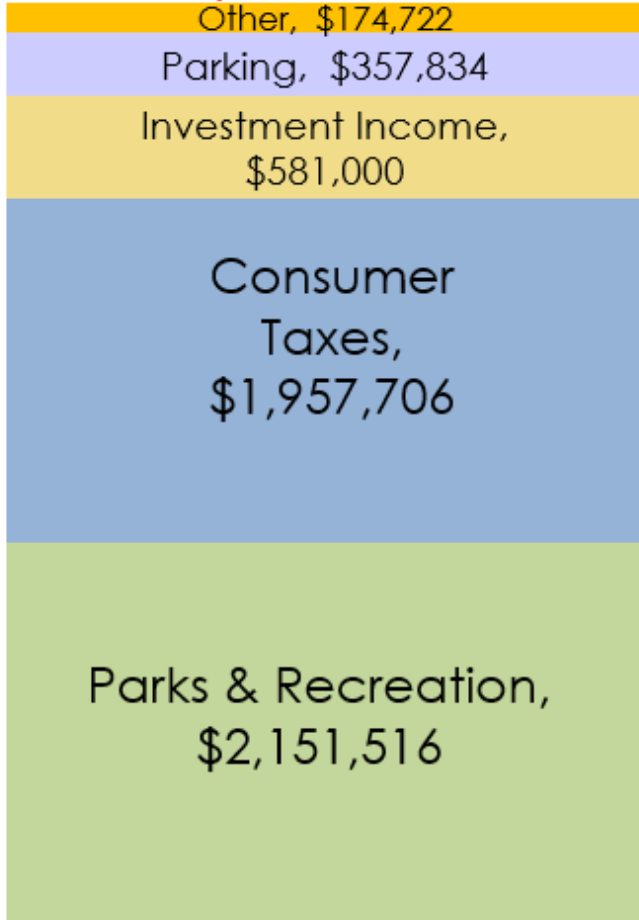 Other, $174,722
Parking, $357,834
Investment Income,
$581,000
Consumer
Taxes,
$1,957,706
Parks & Recreation,
$2,151,516